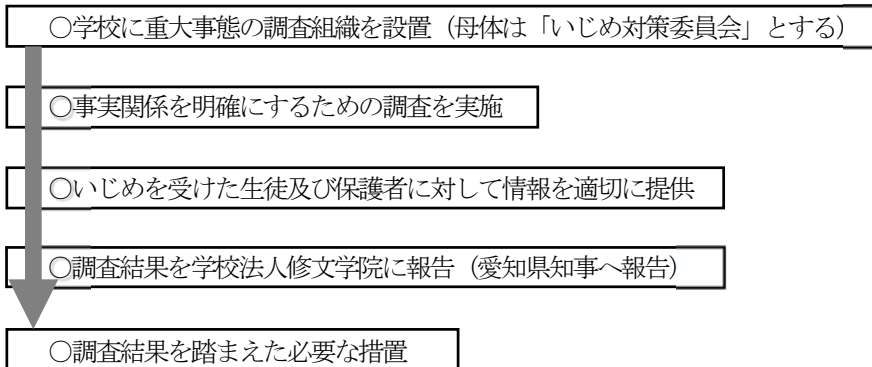 ○学校に重大事態の調査組織を設置（母体は「いじめ対策委員会」とする）
○事実関係を明確にするための調査を実施
○いじめを受けた生徒及び保護者に対して情報を適切に提供
○調査結果を学校法人修文学院に報告（愛知県知事へ報告）
○調査結果を踏まえた必要な措置